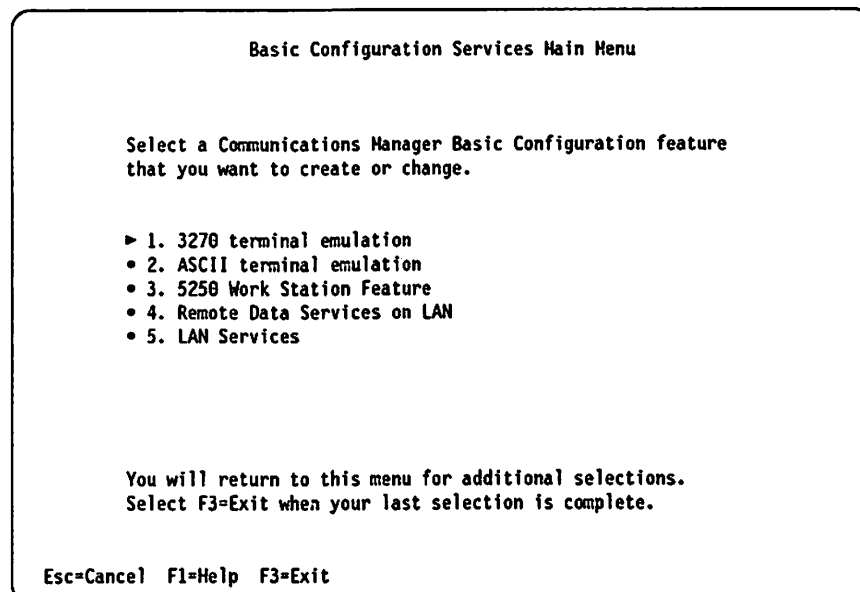 Basic Configuration Services Main Menu
Select a Communications Manager Basic Configuration feature
that you want to create or change.
► 1. 3270 terminal emulation
• 2. ASCII terminal emulation
• 3. 5250 Work Station Feature
• 4. Remote Data Services on LAN
• 5. LAN Services
You will return to this menu for additional selections.
Select F3=Exit when your last selection is complete.
Esc=Cancel F1=Help F3=Exit